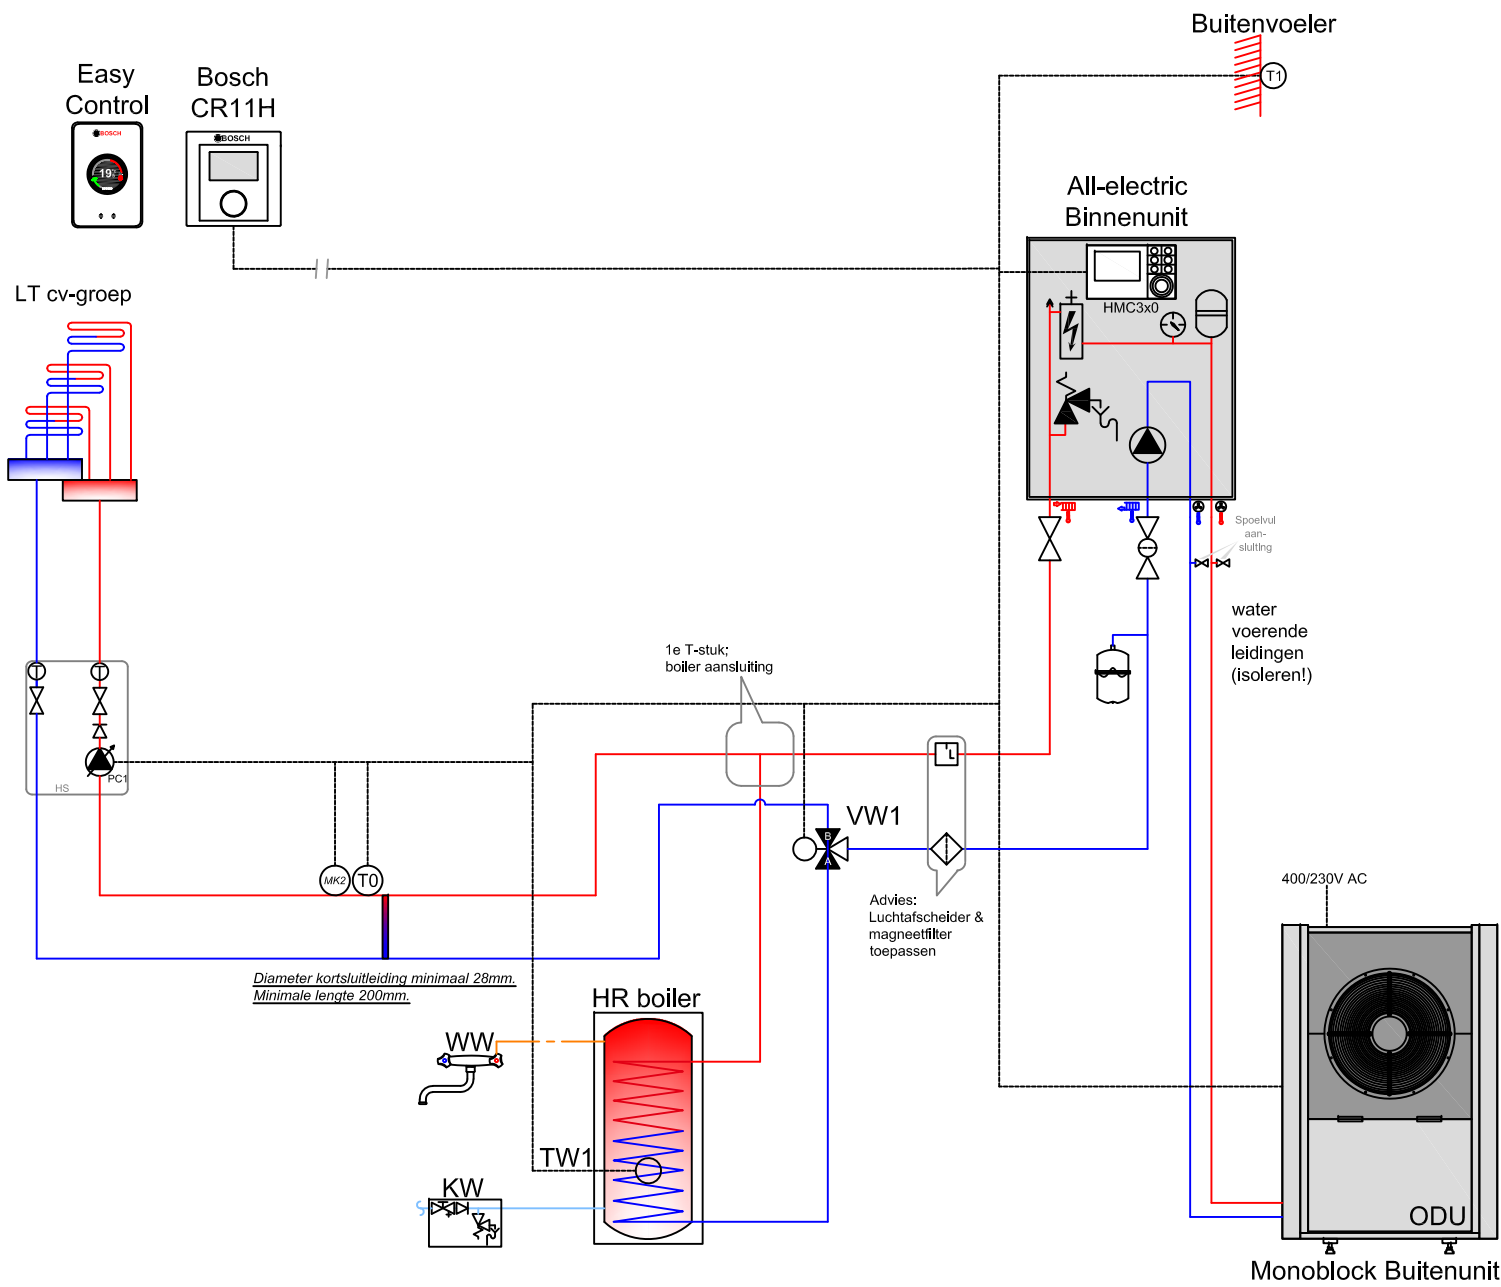 Buitenvoeler
T1
Easy
Control
BOSCH
19
Bosch
CR11H
BOSCH
All-electric
Binnenunit
HMC3x0
LT cv-groep
Spoelvul
aan-
sluiting
water
voerende
leidingen
(isoleren!)
1e T-stuk;
boiler aansluiting
T
T
PC1
HS
L
VW1
B
A
MK2
T0
Advies:
Luchtafscheider &
magneetfilter
toepassen
400/230V AC
Diameter kortsluitleiding minimaal 28mm.
Minimale lengte 200mm.
HR boiler
WW
TW1
KW
ODU
Monoblock Buitenunit